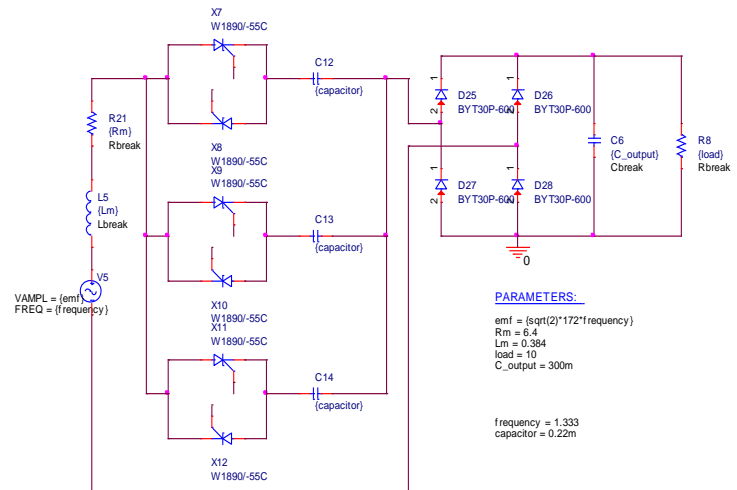 X7
W1890/-55C
C12
{capacitor}
R21
{Rm}
Rbreak
X8
W1890/-55C
X9
W1890/-55C
L5
{Lm}
Lbreak
C13
{capacitor}
V5
VAMPL = {emf}
FREQ = {frequency}
X10
W1890/-55C
X11
W1890/-55C
C14
{capacitor}
X12
W1890/-55C
1
D25
BYT30P-600
2
1
D26
BYT30P-600
2
1
D27
BYT30P-600
2
1
D28
BYT30P-600
2
C6
{C_output}
Cbreak
R8
{load}
Rbreak
0
PARAMETERS:
emf = {sqrt(2)*172*frequency}
Rm = 6.4
Lm = 0.384
load = 10
C_output = 300m
frequency = 1.333
capacitor = 0.22m